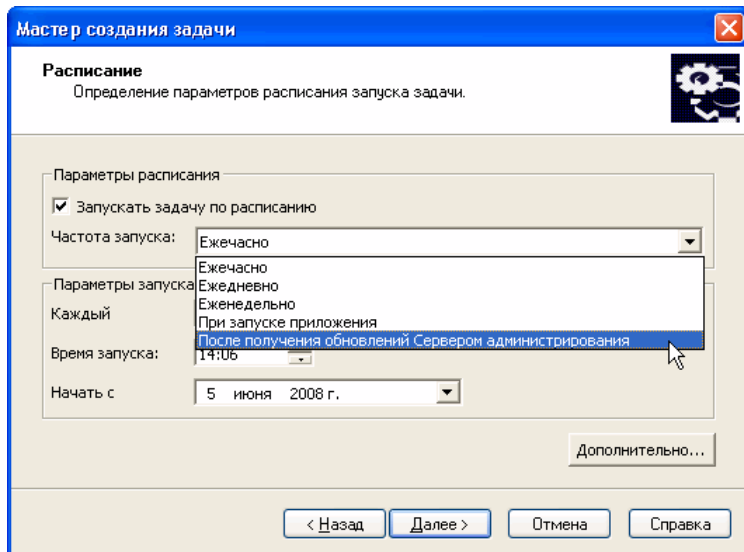 Мастер создания задачи
Расписание
Определение параметров расписания запуска задачи.
Параметры расписания
Запускать задачу по расписанию
Частота запуска: Ежечасно
Ежечасно
Параметры запуска Ежедневно
Еженедельно
Каждый При запуске приложения
После получения обновлений Сервером администрирования
Время запуска: 14:06
Начать с 5 июня 2008 г.
Дополнительно...
< Назад Далее > Отмена Справка